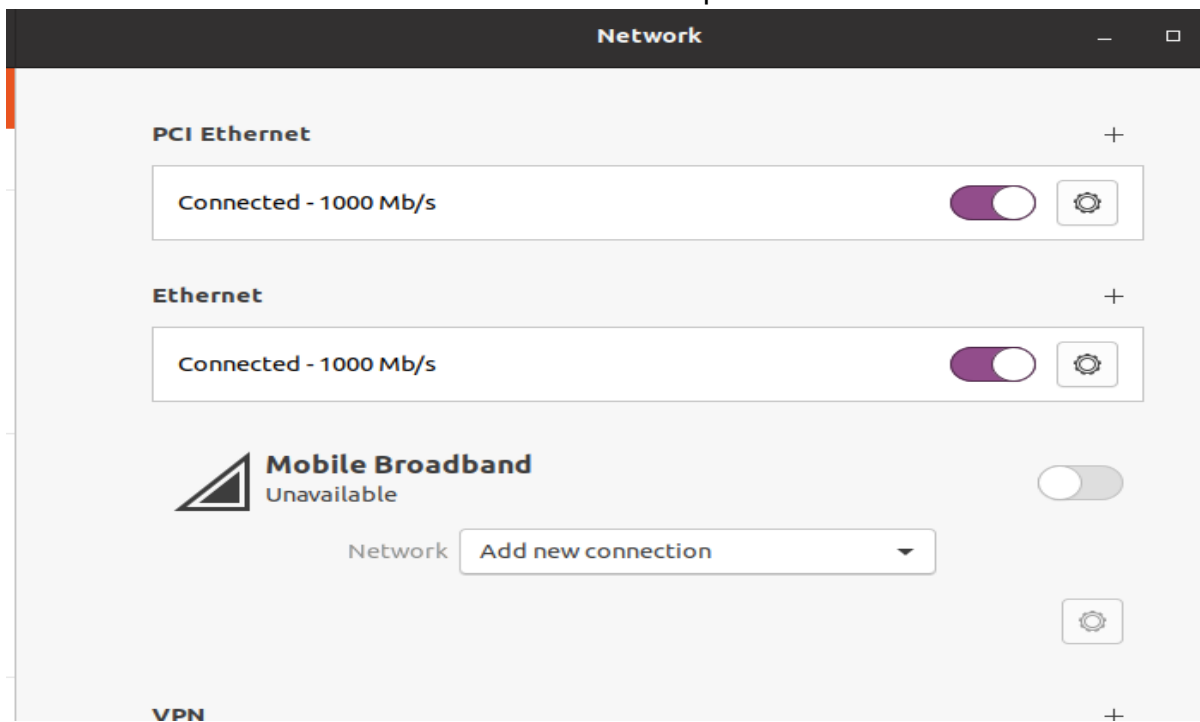 Network
PCI Ethernet
Connected - 1000 Mb/s
Ethernet
Connected - 1000 Mb/s
Mobile Broadband
Unavailable
Network Add new connection
VPN